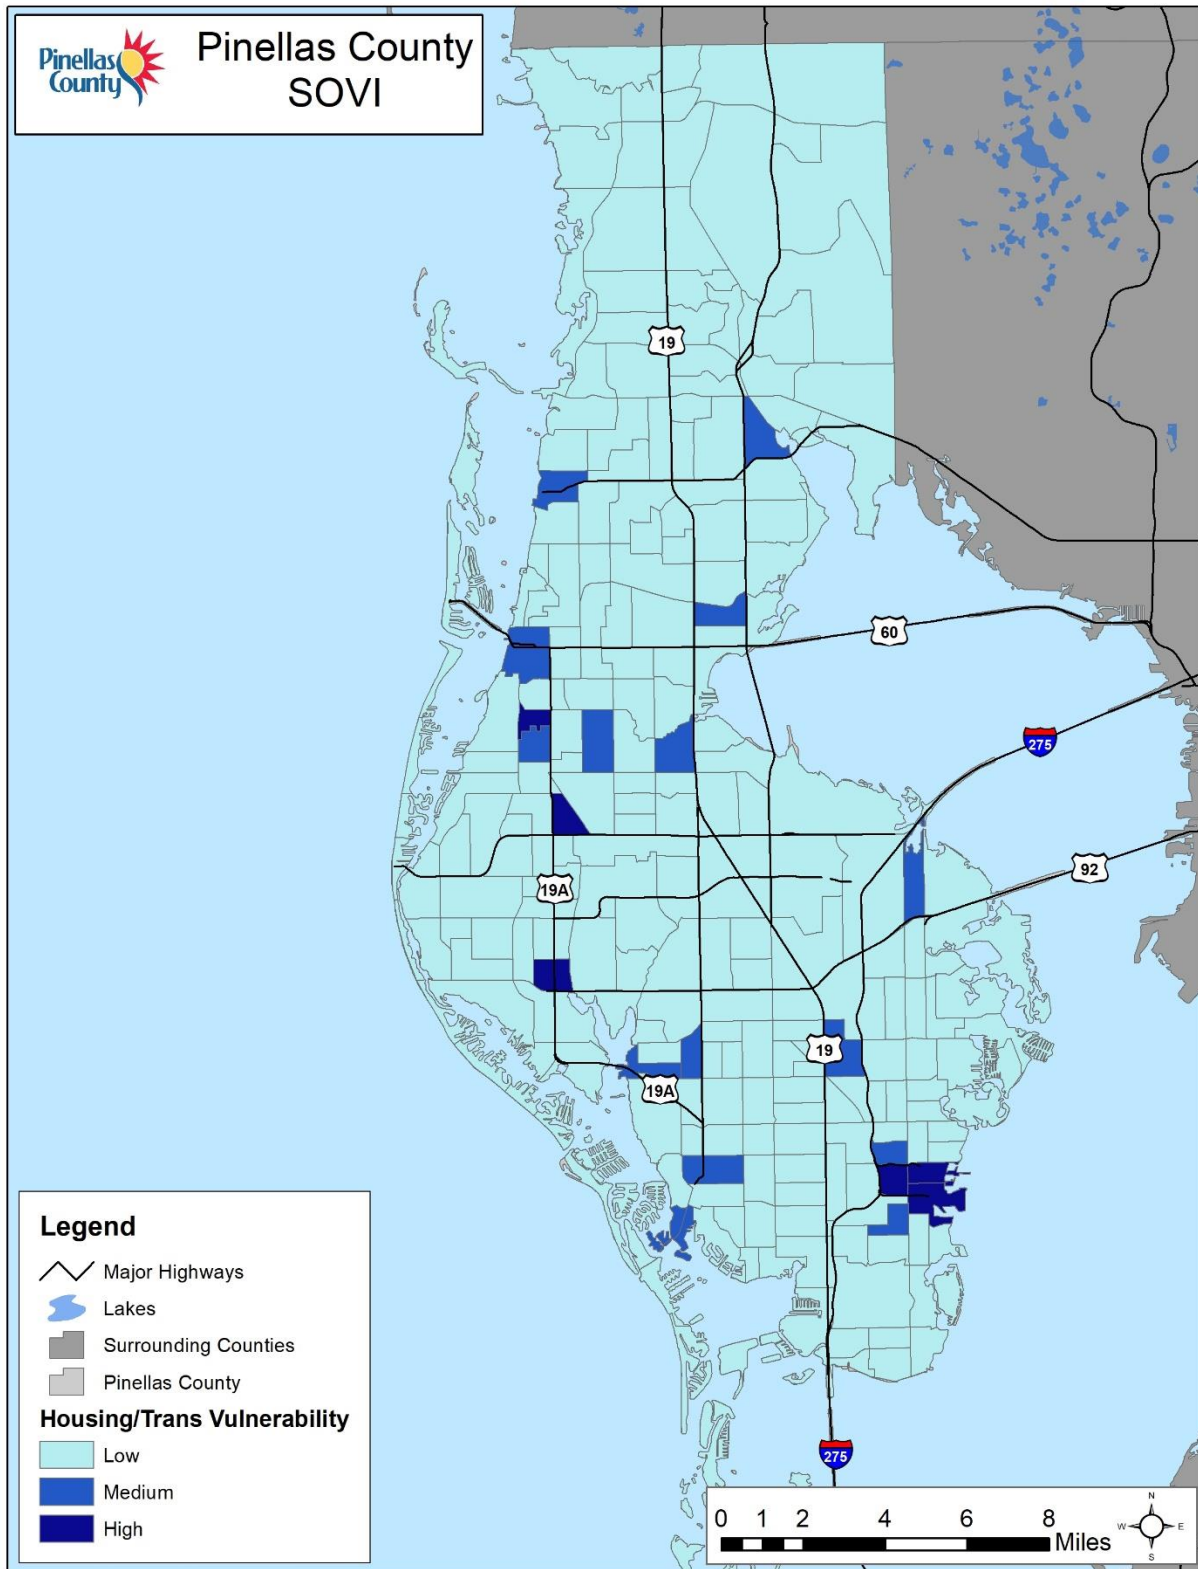 Pinellas
County
Pinellas County
SOVI
19
60
275
92
19A
19
19A
275
Legend
Major Highways
Lakes
Surrounding Counties
Pinellas County
Housing/Trans Vulnerability
Low
Medium
High
0 1 2 4 6 8
Miles
N
W E
S